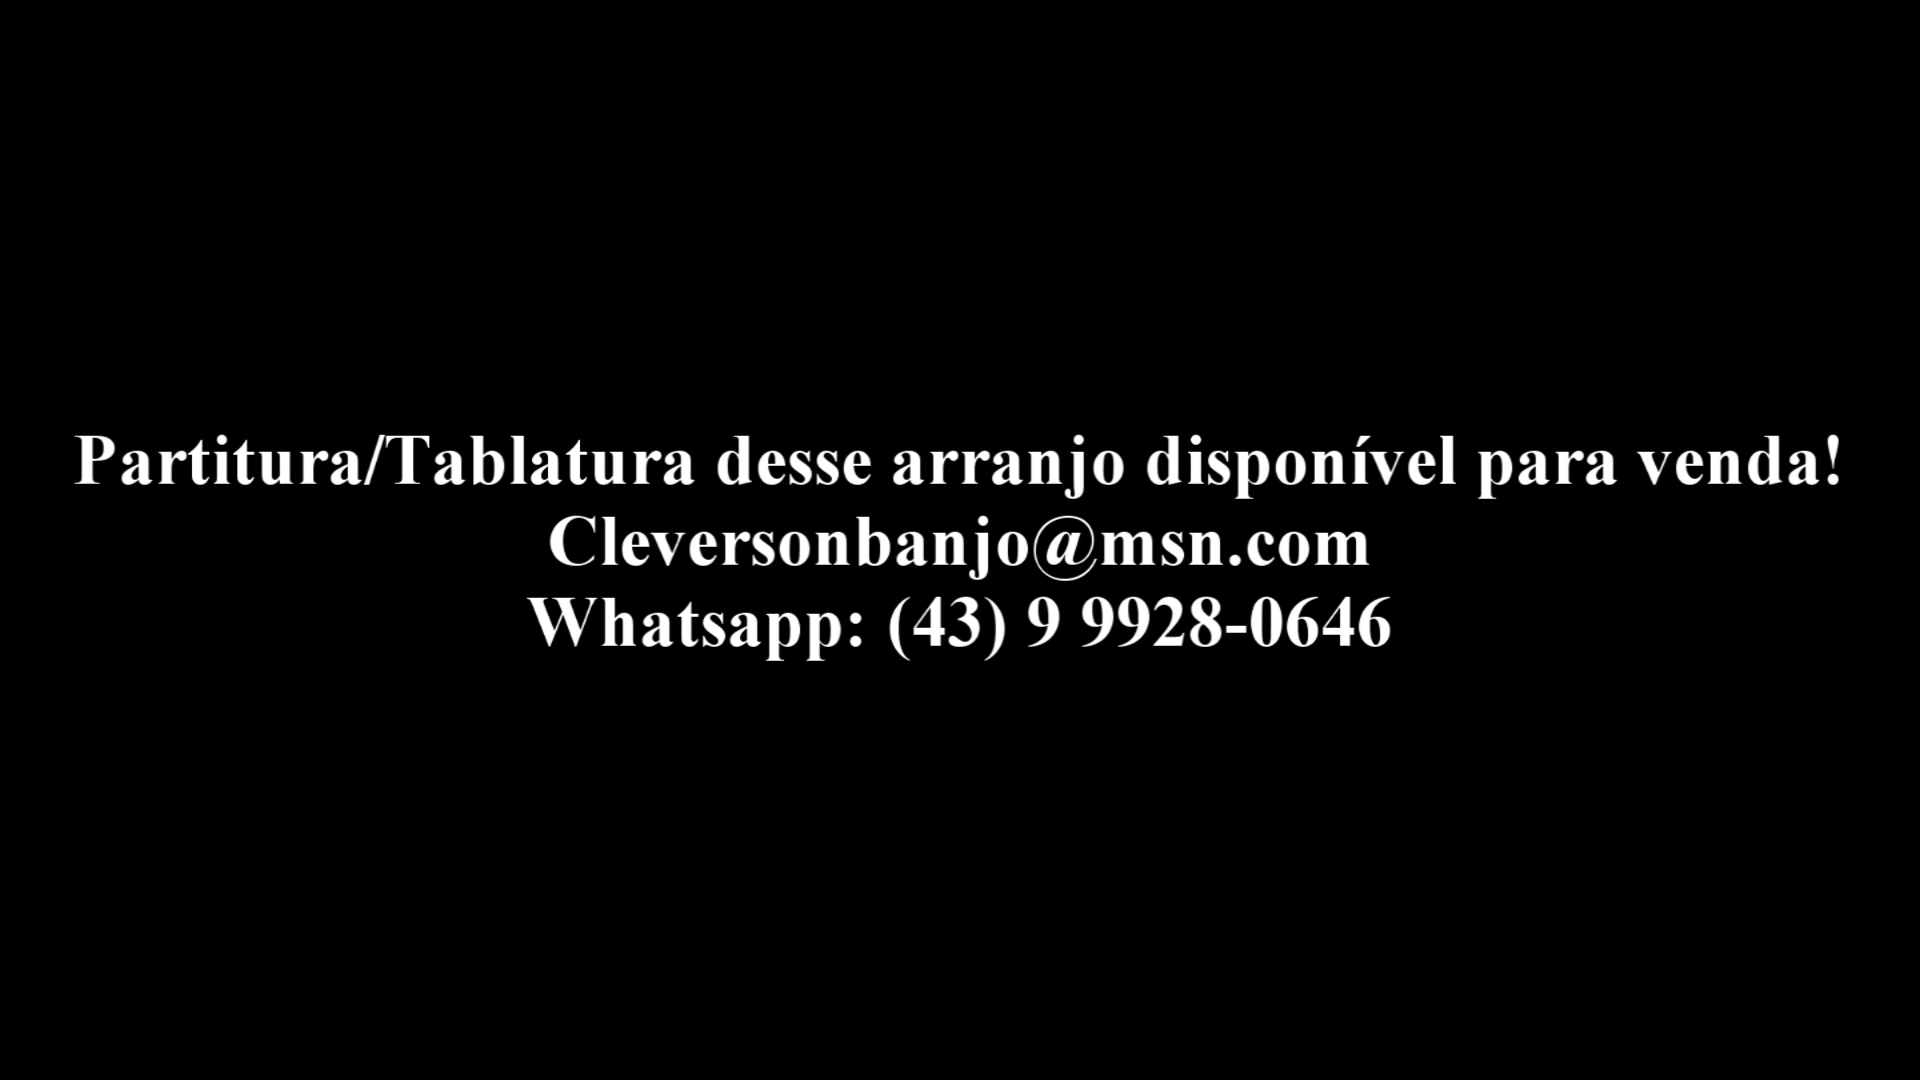 Partitura/Tablatura desse arranjo disponível para venda!
Cleversonbanjo@msn.com
Whatsapp: (43) 9 9928-0646